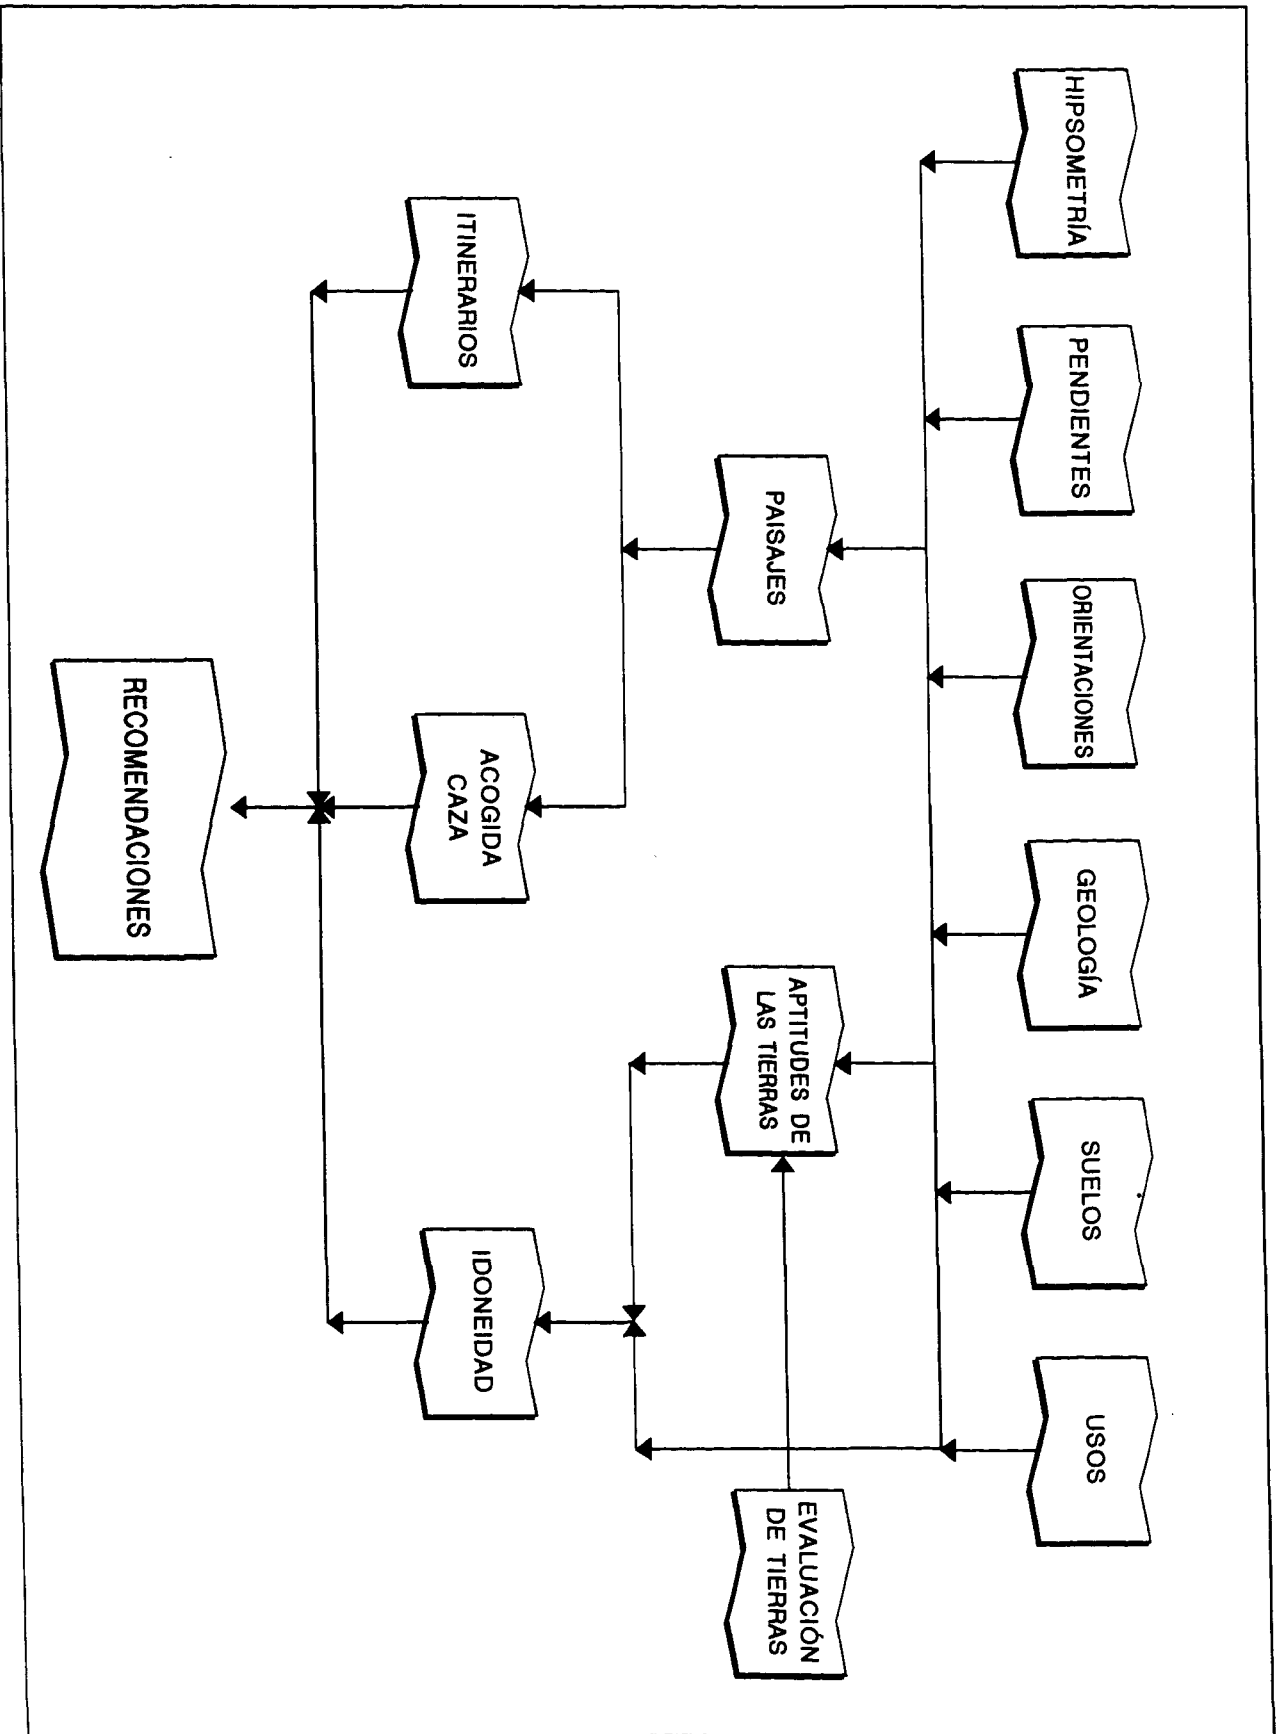 HIPSOMETRÍA
PENDIENTES
ORIENTACIONES
GEOLOGÍA
SUELOS
USOS
PAISAJES
APTITUDES DE
LAS TIERRAS
EVALUACIÓN
DE TIERRAS
ITINERARIOS
ACOGIDA
CAZA
IDONEIDAD
RECOMENDACIONES